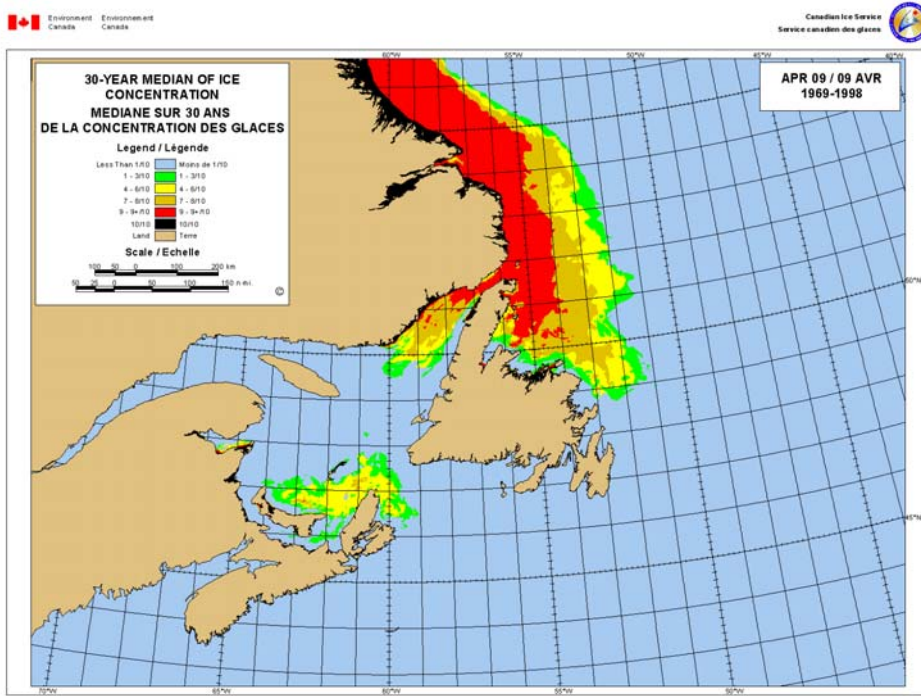 Environment Environnement
Canada Canada
Canadian Ice Service
Service canadien des glaces
60°W 55°W 50°W 45°W 40°W
30-YEAR MEDIAN OF ICE
CONCENTRATION
MEDIANE SUR 30 ANS
DE LA CONCENTRATION DES GLACES
Legend / Légende
Less Than 1/10 Moins de 1/10
1 - 3/10 1 - 3/10
4 - 6/10 4 - 6/10
7 - 8/10 7 - 8/10
9 - 9+/10 9 - 9+/10
10/10 10/10
Land Terre
Scale / Echelle
100 50 0 100 200 km
50 25 0 50 100 150 n mi.
©
APR 09 / 09 AVR
1969-1998
50°N
45°N
70°W 65°W 60°W 55°W 50°W